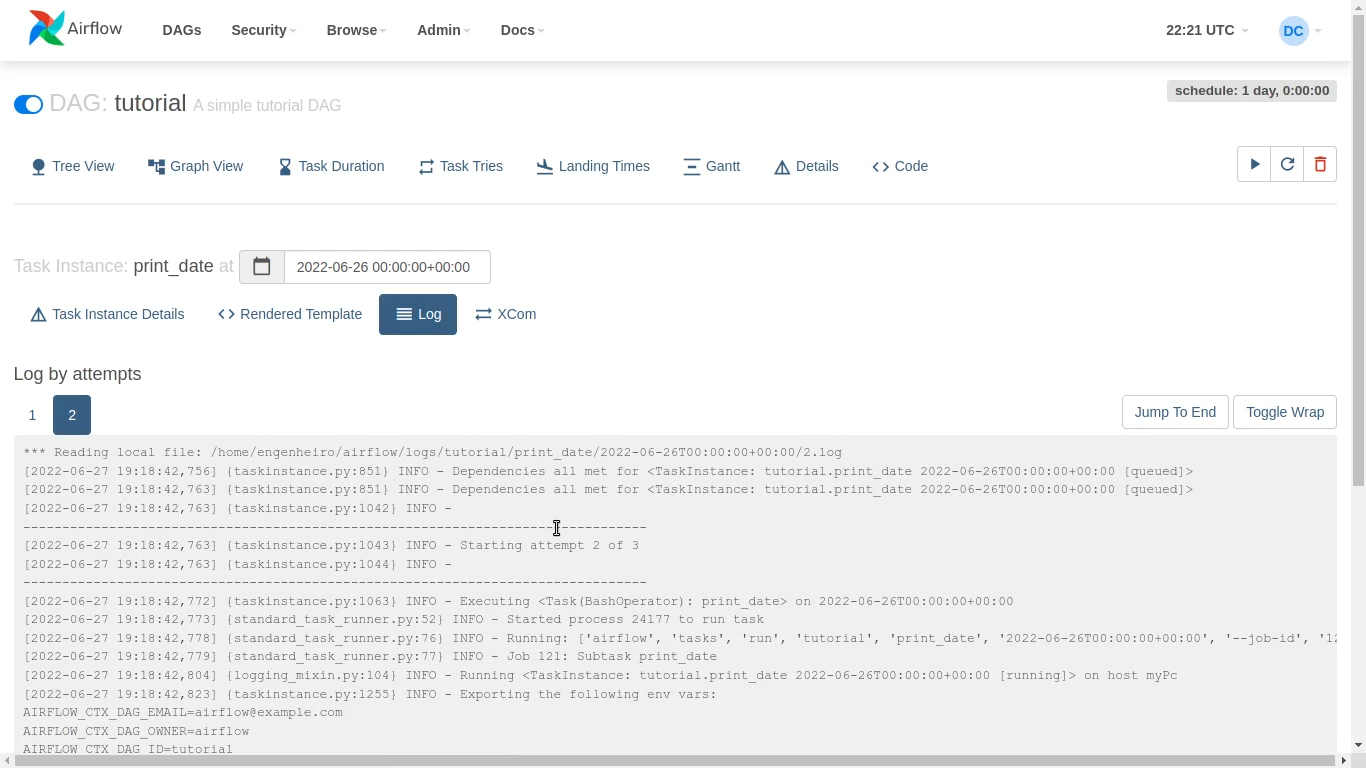 Airflow DAGs Security Browse Admin Docs 22:21 UTC DC
schedule: 1 day, 0:00:00
DAG: tutorial A simple tutorial DAG
Tree View Graph View Task Duration Task Tries Landing Times Gantt Details Code
Task Instance: print_date at 2022-06-26 00:00:00+00:00
Task Instance Details Rendered Template Log XCom
Log by attempts
1 2 Jump To End Toggle Wrap
*** Reading local file: /home/engenheiro/airflow/logs/tutorial/print_date/2022-06-26T00:00:00+00:00/2.log
[2022-06-27 19:18:42,756] {taskinstance.py:851} INFO - Dependencies all met for <TaskInstance: tutorial.print_date 2022-06-26T00:00:00+00:00 [queued]>
[2022-06-27 19:18:42,763] {taskinstance.py:851} INFO - Dependencies all met for <TaskInstance: tutorial.print_date 2022-06-26T00:00:00+00:00 [queued]>
[2022-06-27 19:18:42,763] {taskinstance.py:1042} INFO -
--------------------------------------------------------------------------------
[2022-06-27 19:18:42,763] {taskinstance.py:1043} INFO - Starting attempt 2 of 3
[2022-06-27 19:18:42,763] {taskinstance.py:1044} INFO -
--------------------------------------------------------------------------------
[2022-06-27 19:18:42,772] {taskinstance.py:1063} INFO - Executing <Task(BashOperator): print_date> on 2022-06-26T00:00:00+00:00
[2022-06-27 19:18:42,773] {standard_task_runner.py:52} INFO - Started process 24177 to run task
[2022-06-27 19:18:42,778] {standard_task_runner.py:76} INFO - Running: ['airflow', 'tasks', 'run', 'tutorial', 'print_date', '2022-06-26T00:00:00+00:00', '--job-id', '12
[2022-06-27 19:18:42,779] {standard_task_runner.py:77} INFO - Job 121: Subtask print_date
[2022-06-27 19:18:42,804] {logging_mixin.py:104} INFO - Running <TaskInstance: tutorial.print_date 2022-06-26T00:00:00+00:00 [running]> on host myPc
[2022-06-27 19:18:42,823] {taskinstance.py:1255} INFO - Exporting the following env vars:
AIRFLOW_CTX_DAG_EMAIL=airflow@example.com
AIRFLOW_CTX_DAG_OWNER=airflow
AIRFLOW_CTX_DAG_ID=tutorial